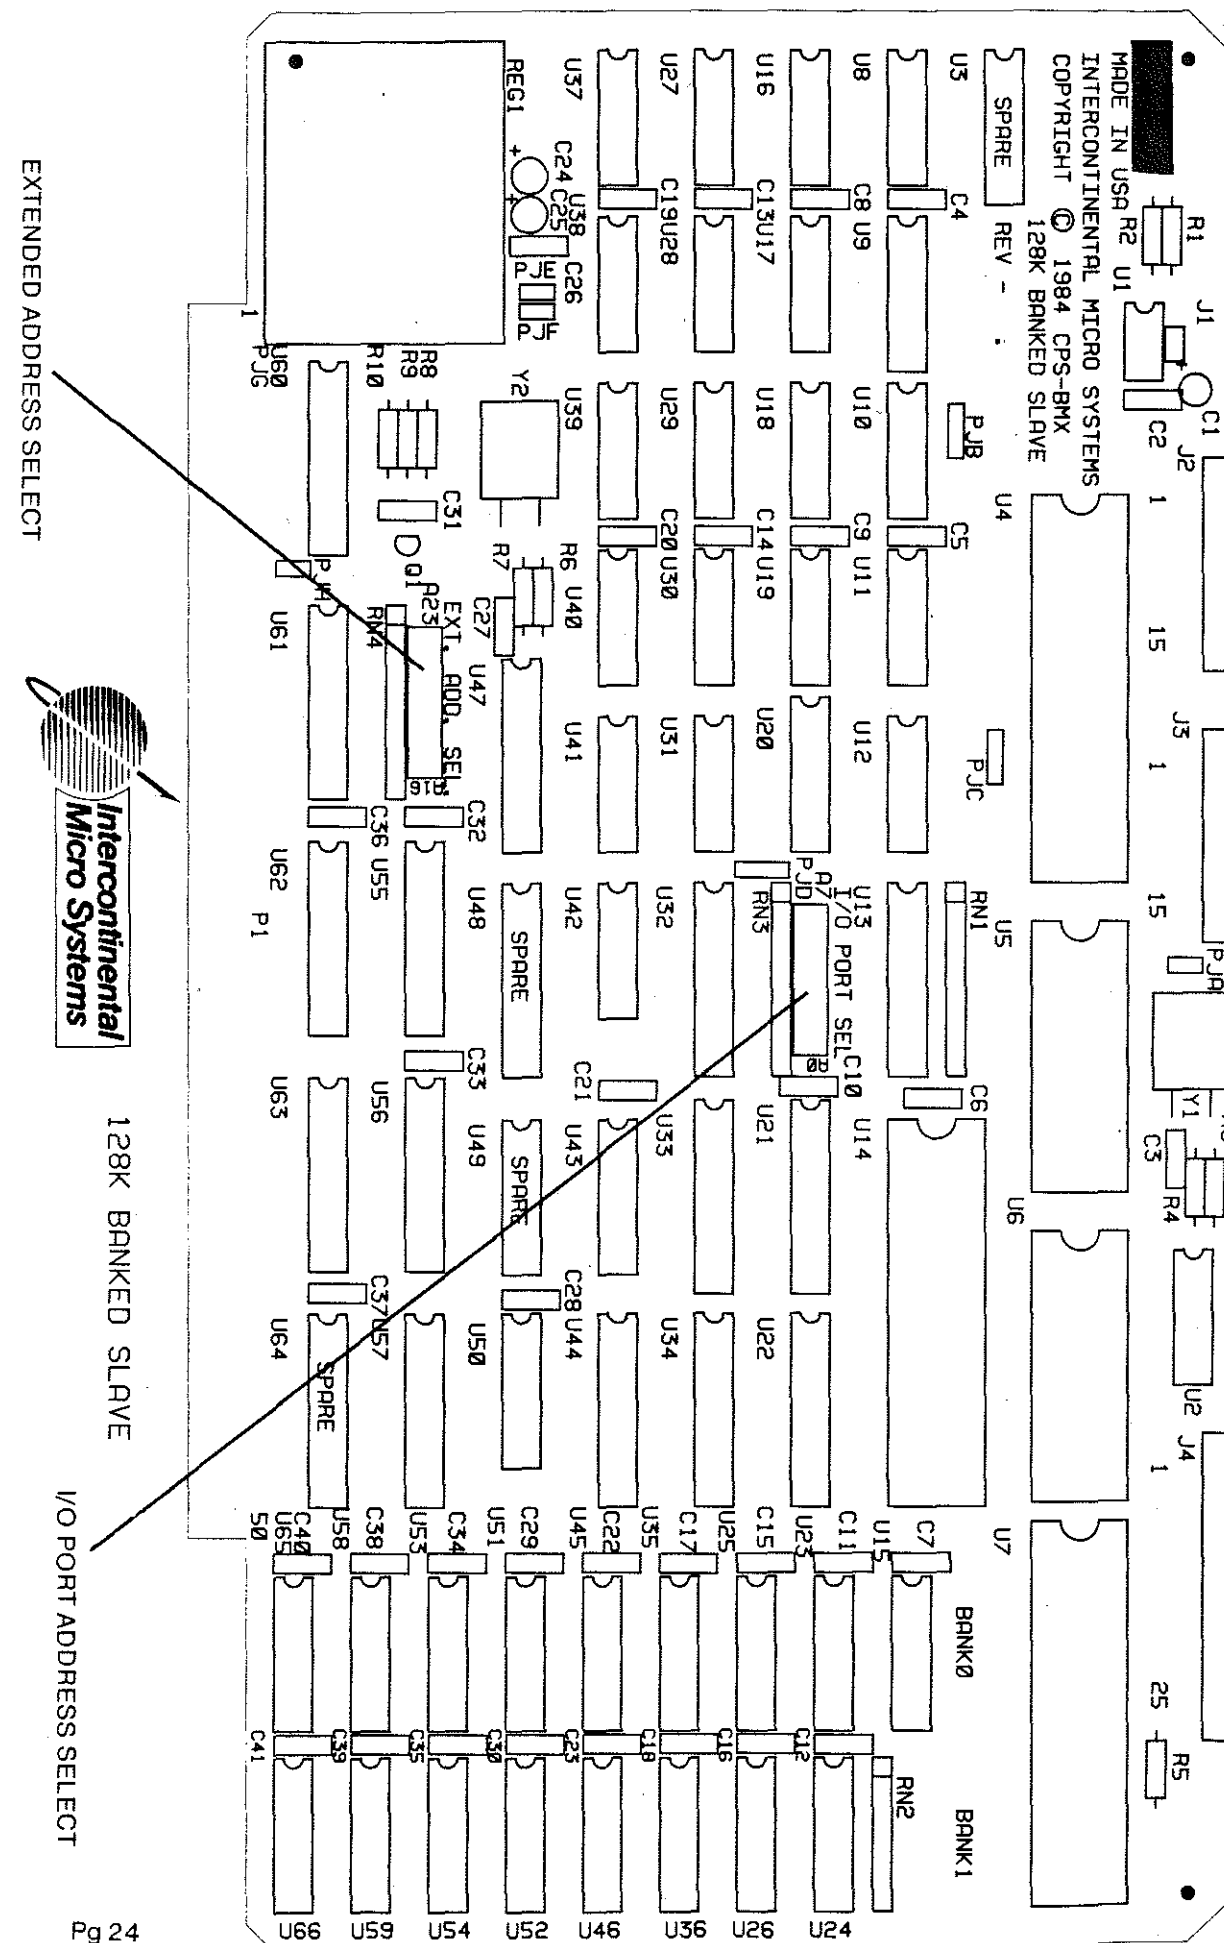 MADE IN USA
INTERCONTINENTAL MICRO SYSTEMS
COPYRIGHT © 1984 CPS-BMX
128K BANKED SLAVE
REV - .
R1
R2
U1
J1
C1
C2
J2
1
15
J3
1
15
PJA
Y1
C3
R4
U2
J4
1
25
R5
U3
SPARE
C4
PJB
U4
C5
PJC
RN1
U5
C6
U6
U7
C7
BANK0
BANK1
RN2
U8
C8
U9
U10
C9
U11
U12
U13
I/O PORT SEL
A7
A0
C10
U14
U15
C11
C12
U16
C13
U17
U18
C14
U19
U20
PJD
RN3
U21
U22
U23
C15
C16
U24
U27
C19
U28
U29
C20
U30
U31
U32
U33
U34
U25
C17
C18
U26
U37
U38
U39
R6
U40
U41
U42
C21
U43
U44
U35
C22
C23
U36
REG1
C24
C25
C26
PJE
PJF
Y2
R7
C27
U47
U48
SPARE
U49
SPARE
C28
U50
U45
C29
C30
U46
R8
R9
R10
C31
Q1
A23
EXT. ADD. SEL.
A16
RN4
C32
U55
C33
U56
U57
U51
C34
C35
U52
U53
C38
C39
U54
1
PJG
U60
PJH
U61
C36
U62
P1
U63
C37
U64
SPARE
U58
C40
U65
50
C41
U59
U66
EXTENDED ADDRESS SELECT
Intercontinental
Micro Systems
128K BANKED SLAVE
I/O PORT ADDRESS SELECT
Pg 24